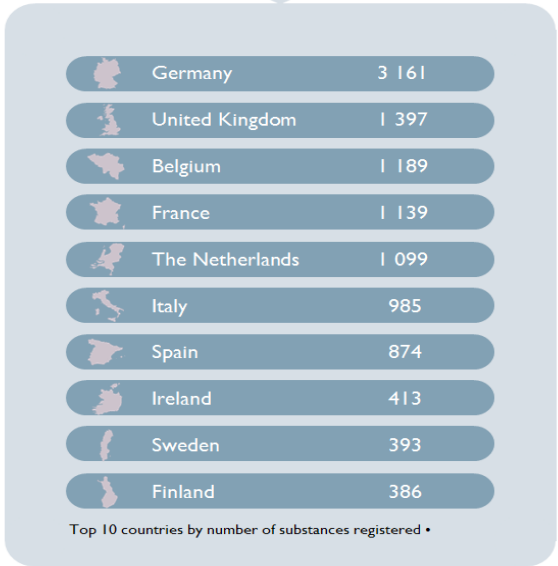 Germany 3 161
United Kingdom 1 397
Belgium 1 189
France 1 139
The Netherlands 1 099
Italy 985
Spain 874
Ireland 413
Sweden 393
Finland 386
Top 10 countries by number of substances registered •